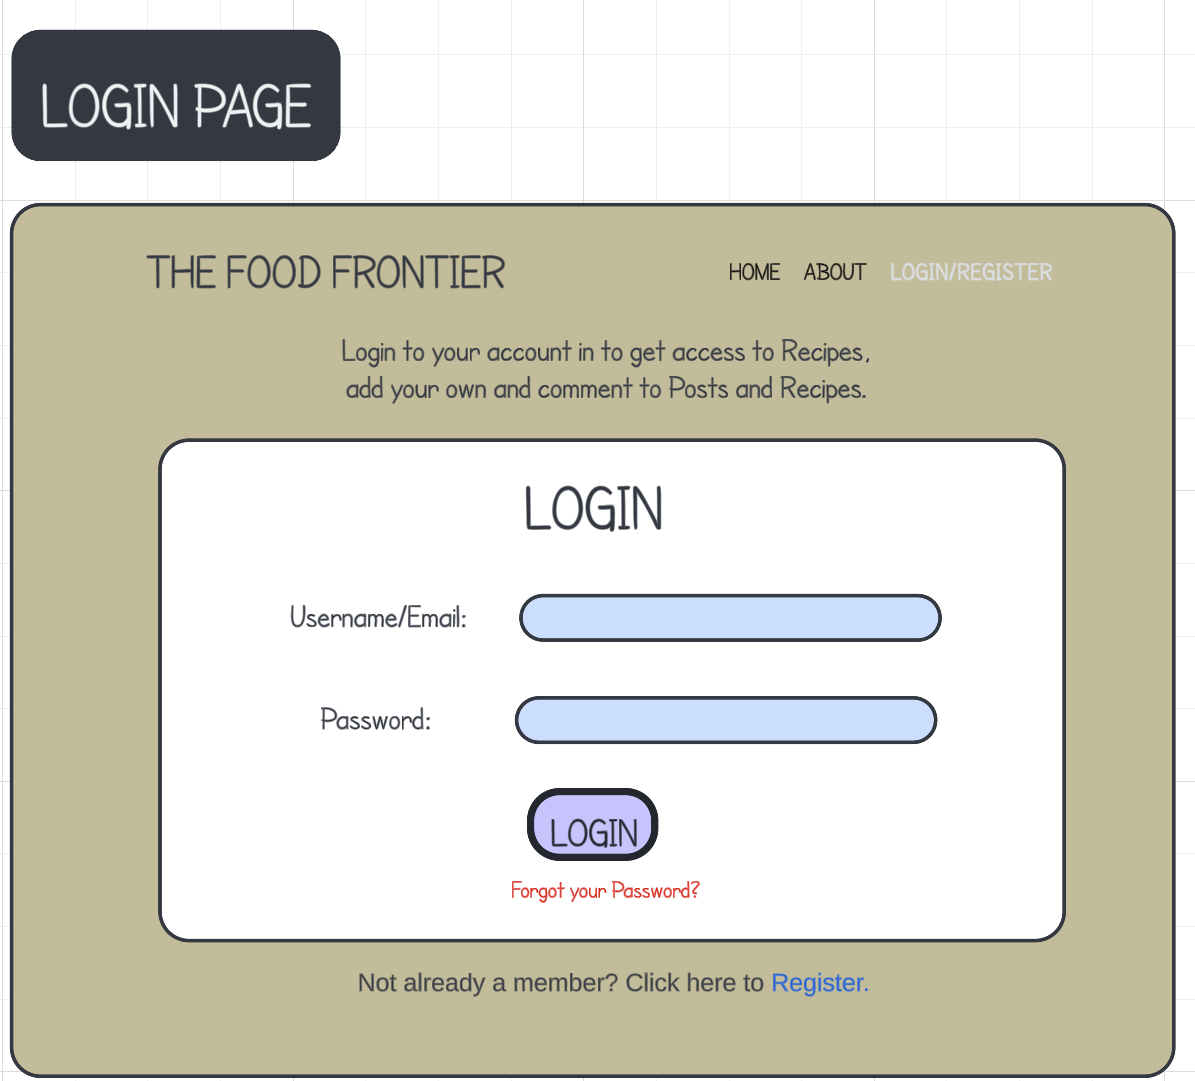 LOGIN PAGE
THE FOOD FRONTIER
HOME ABOUT LOGIN/REGISTER
Login to your account in to get access to Recipes,
add your own and comment to Posts and Recipes.
LOGIN
Username/Email:
Password:
LOGIN
Forgot your Password?
Not already a member? Click here to Register.